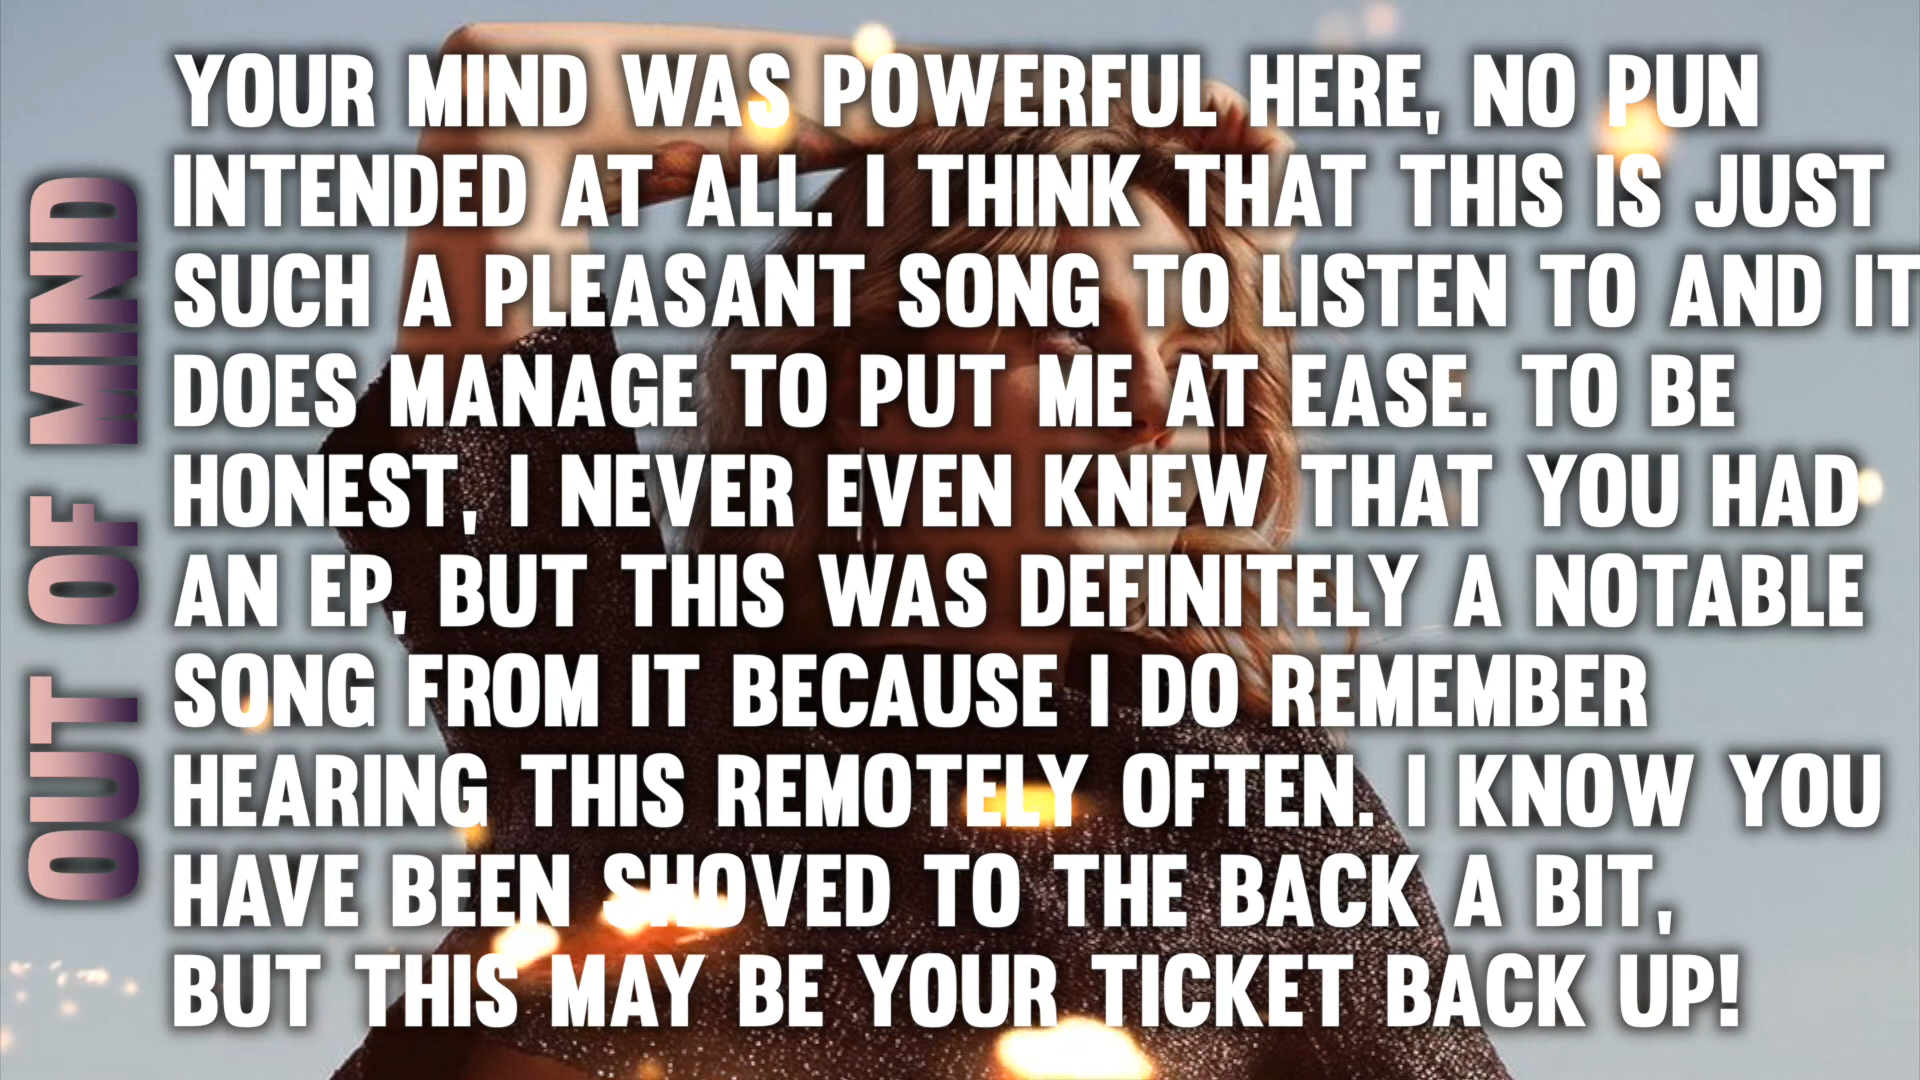 OUT OF MIND
YOUR MIND WAS POWERFUL HERE, NO PUN
INTENDED AT ALL. I THINK THAT THIS IS JUST
SUCH A PLEASANT SONG TO LISTEN TO AND IT
DOES MANAGE TO PUT ME AT EASE. TO BE
HONEST, I NEVER EVEN KNEW THAT YOU HAD
AN EP, BUT THIS WAS DEFINITELY A NOTABLE
SONG FROM IT BECAUSE I DO REMEMBER
HEARING THIS REMOTELY OFTEN. I KNOW YOU
HAVE BEEN SHOVED TO THE BACK A BIT,
BUT THIS MAY BE YOUR TICKET BACK UP!